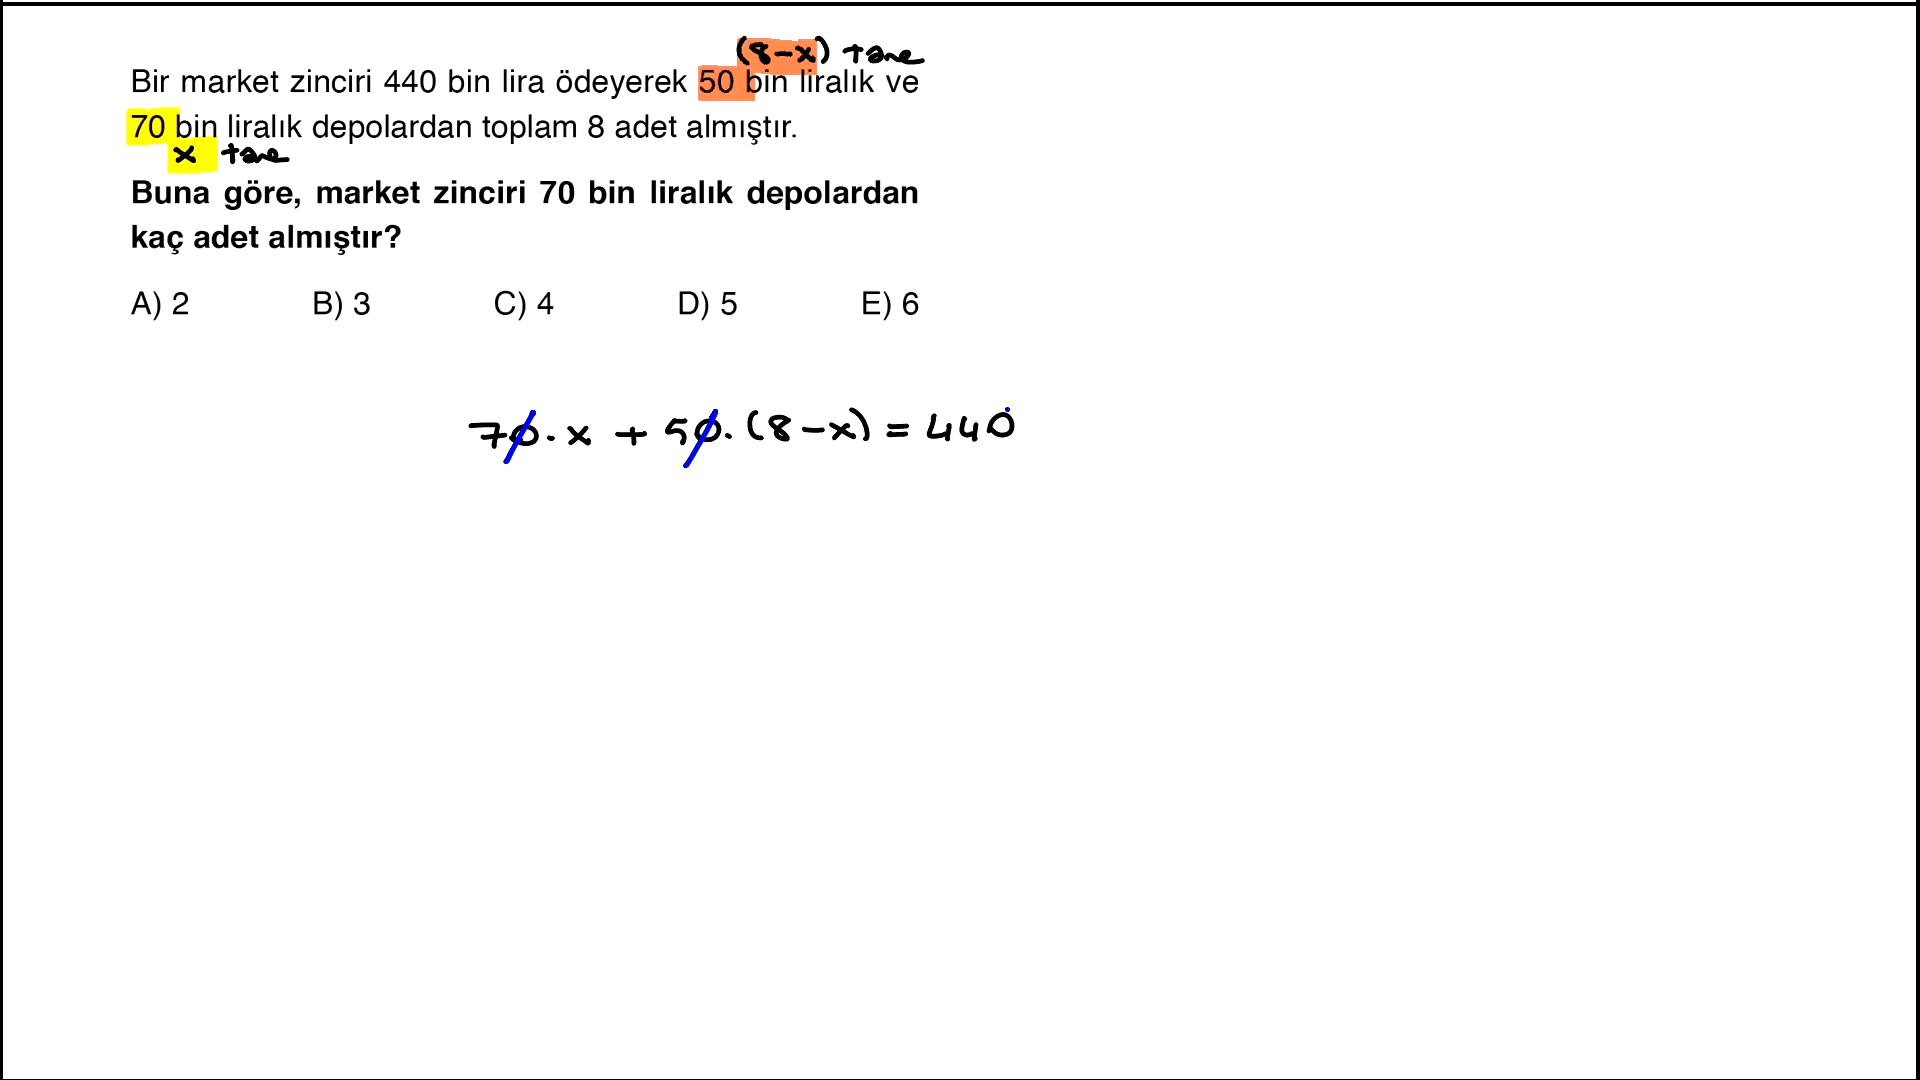 (8-x) tane
Bir market zinciri 440 bin lira ödeyerek 50 bin liralık ve
70 bin liralık depolardan toplam 8 adet almıştır.
x tane
Buna göre, market zinciri 70 bin liralık depolardan
kaç adet almıştır?
A) 2 B) 3 C) 4 D) 5 E) 6
70.x + 50.(8-x) = 440